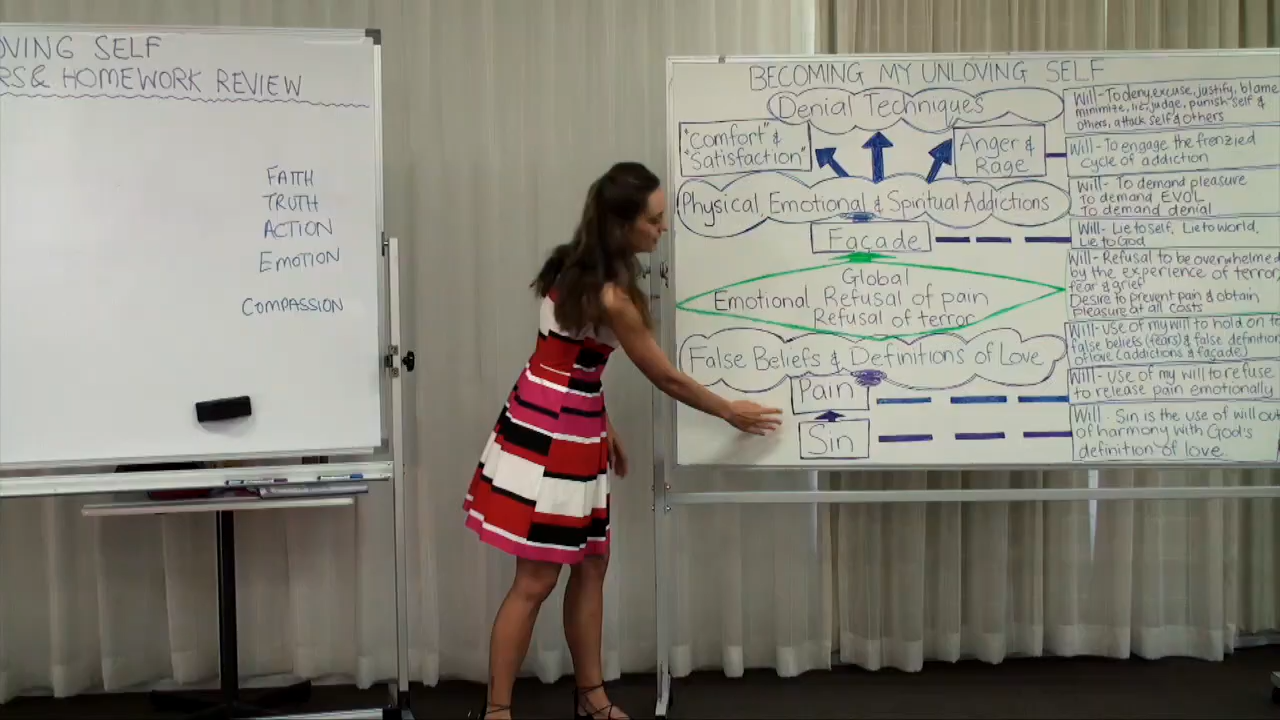 OVING SELF
RS & HOMEWORK REVIEW
FAITH
TRUTH
ACTION
EMOTION
COMPASSION
BECOMING MY UNLOVING SELF
Denial Techniques
"Comfort" &
"Satisfaction"
Anger &
Rage
Physical Emotional & Spiritual Addictions
Façade
Global
Emotional Refusal of pain
Refusal of terror
False Beliefs & Definitions of Love
Pain
Sin
Will - To deny, excuse, justify, blame
minimize, lie, judge, punish self &
others, attack self & others
Will - To engage the frenzied
cycle of addiction
Will - To demand pleasure
To demand EVOL
To demand denial
Will - Lie to self, Lie to world,
Lie to God
Will - Refusal to be overwhelmed
by the experience of terror
fear & grief
Desire to prevent pain & obtain
pleasure at all costs
Will - use of my will to hold on t
false beliefs (fears) & false definition
of love (addictions & façade)
Will - use of my will to refuse
to release pain emotionally
Will - Sin is the use of will out
of harmony with God's
definition of love